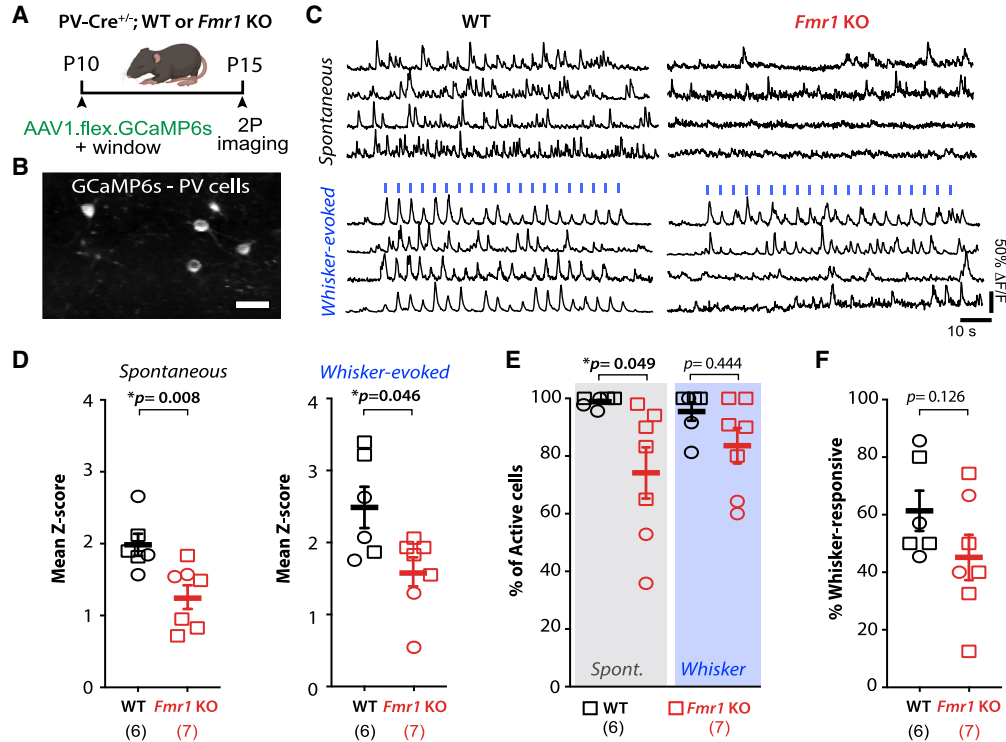 A
PV-Cre+/-; WT or Fmr1 KO
P10
P15
AAV1.flex.GCaMP6s
+ window
2P
imaging
B
GCaMP6s - PV cells
C
WT
Fmr1 KO
Spontaneous
Whisker-evoked
50% ΔF/F
10 s
D
Spontaneous
*p= 0.008
Mean Z-score
4
3
2
1
0
WT
Fmr1 KO
(6)
(7)
Whisker-evoked
*p= 0.046
Mean Z-score
4
3
2
1
0
WT
Fmr1 KO
(6)
(7)
E
*p= 0.049
p= 0.444
% of Active cells
100
80
60
40
20
0
Spont.
Whisker
WT
Fmr1 KO
(6)
(7)
F
p= 0.126
% Whisker-responsive
100
80
60
40
20
0
WT
Fmr1 KO
(6)
(7)